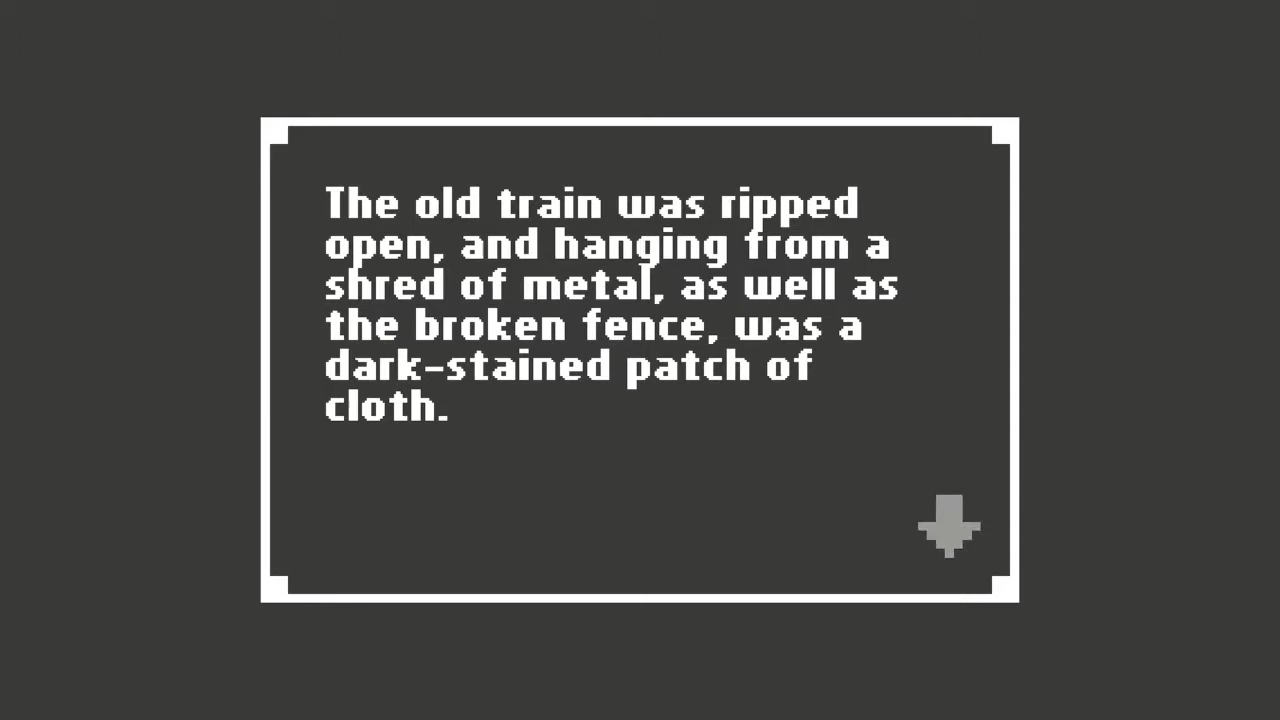 The old train was ripped
open, and hanging from a
shred of metal, as well as
the broken fence, was a
dark-stained patch of
cloth.